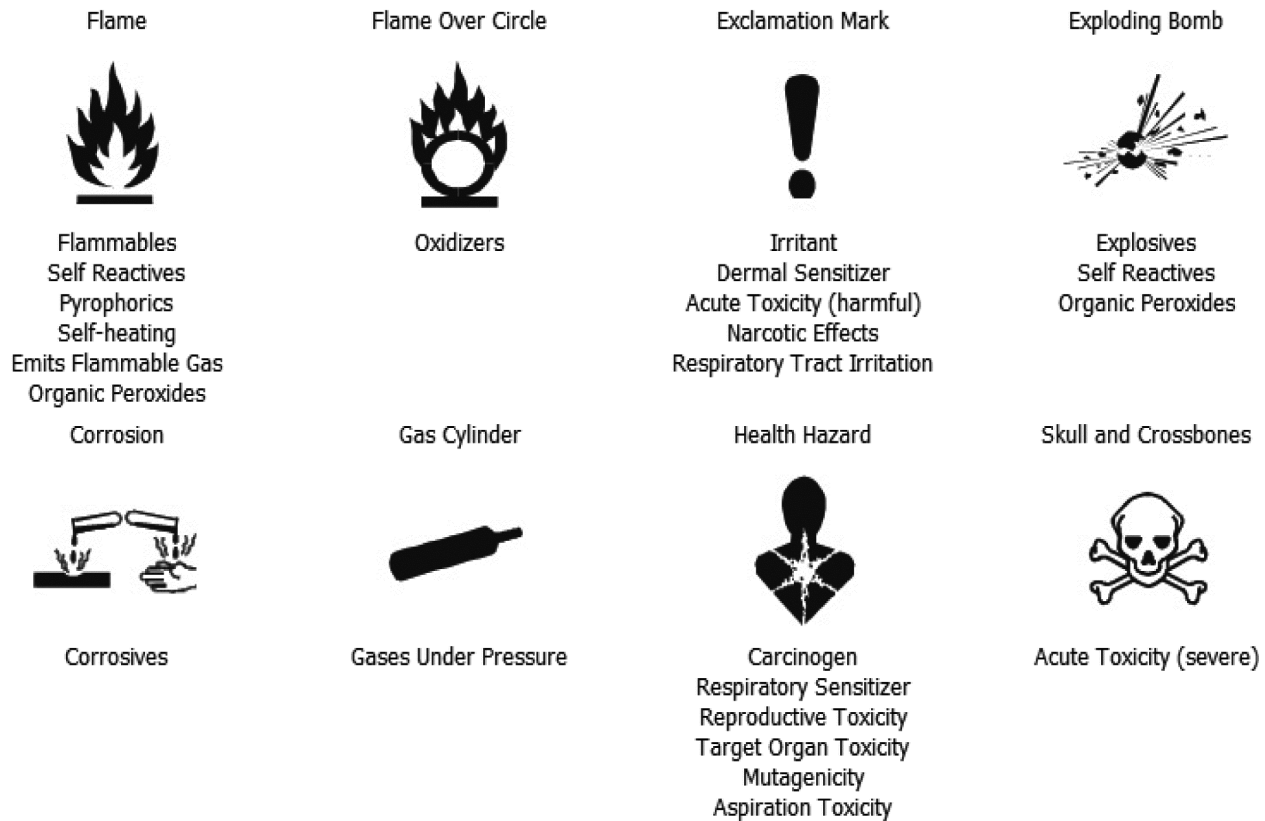 Flame
Flame Over Circle
Exclamation Mark
Exploding Bomb
Flammables
Self Reactives
Pyrophorics
Self-heating
Emits Flammable Gas
Organic Peroxides
Oxidizers
Irritant
Dermal Sensitizer
Acute Toxicity (harmful)
Narcotic Effects
Respiratory Tract Irritation
Explosives
Self Reactives
Organic Peroxides
Corrosion
Gas Cylinder
Health Hazard
Skull and Crossbones
Corrosives
Gases Under Pressure
Carcinogen
Respiratory Sensitizer
Reproductive Toxicity
Target Organ Toxicity
Mutagenicity
Aspiration Toxicity
Acute Toxicity (severe)